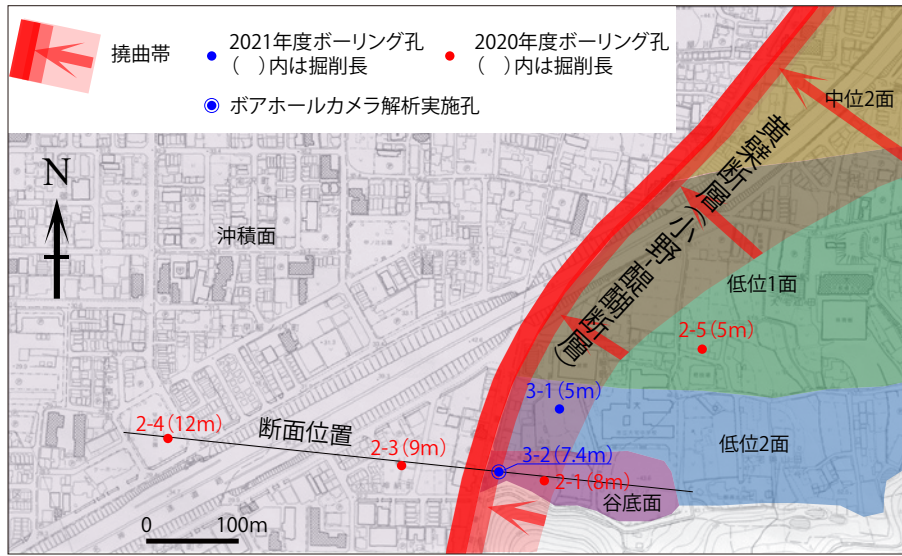 撓曲帯
2021年度ボーリング孔
( )内は掘削長
2020年度ボーリング孔
( )内は掘削長
ボアホールカメラ解析実施孔
N
沖積面
中位2面
黄檗断層(小野-醍醐断層)
低位1面
2-5(5m)
3-1(5m)
低位2面
2-4(12m)
断面位置
2-3(9m)
3-2(7.4m)
2-1(8m)
谷底面
0 100m